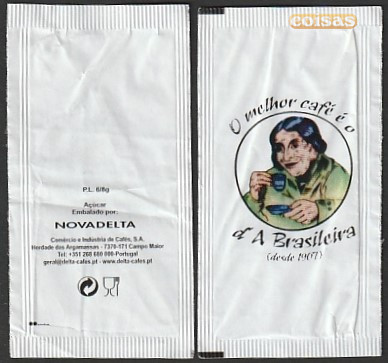 P.L. 6/8g
Açúcar
Embalado por:
NOVADELTA
Comércio e Indústria de Cafés, S.A.
Herdade das Argamassas - 7370-171 Campo Maior
Tel: +351 268 680 000-Portugal
geral@delta-cafes.pt - www.delta-cafes.pt
coisas
O melhor café é o
d' A Brasileira
(desde 1907)